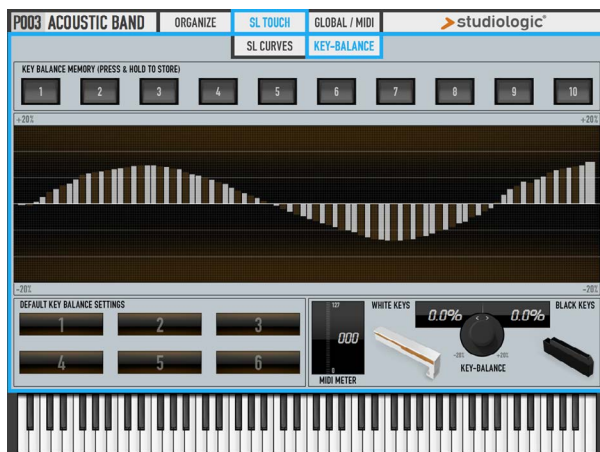 P003 ACOUSTIC BAND
ORGANIZE
SL TOUCH
GLOBAL / MIDI
studiologic®
SL CURVES
KEY-BALANCE
KEY BALANCE MEMORY (PRESS & HOLD TO STORE)
1 2 3 4 5 6 7 8 9 10
+20% +20%
-20% -20%
DEFAULT KEY BALANCE SETTINGS
1 2 3
4 5 6
127
000
0
MIDI METER
WHITE KEYS
0.0% 0.0%
BLACK KEYS
-20% +20%
KEY-BALANCE